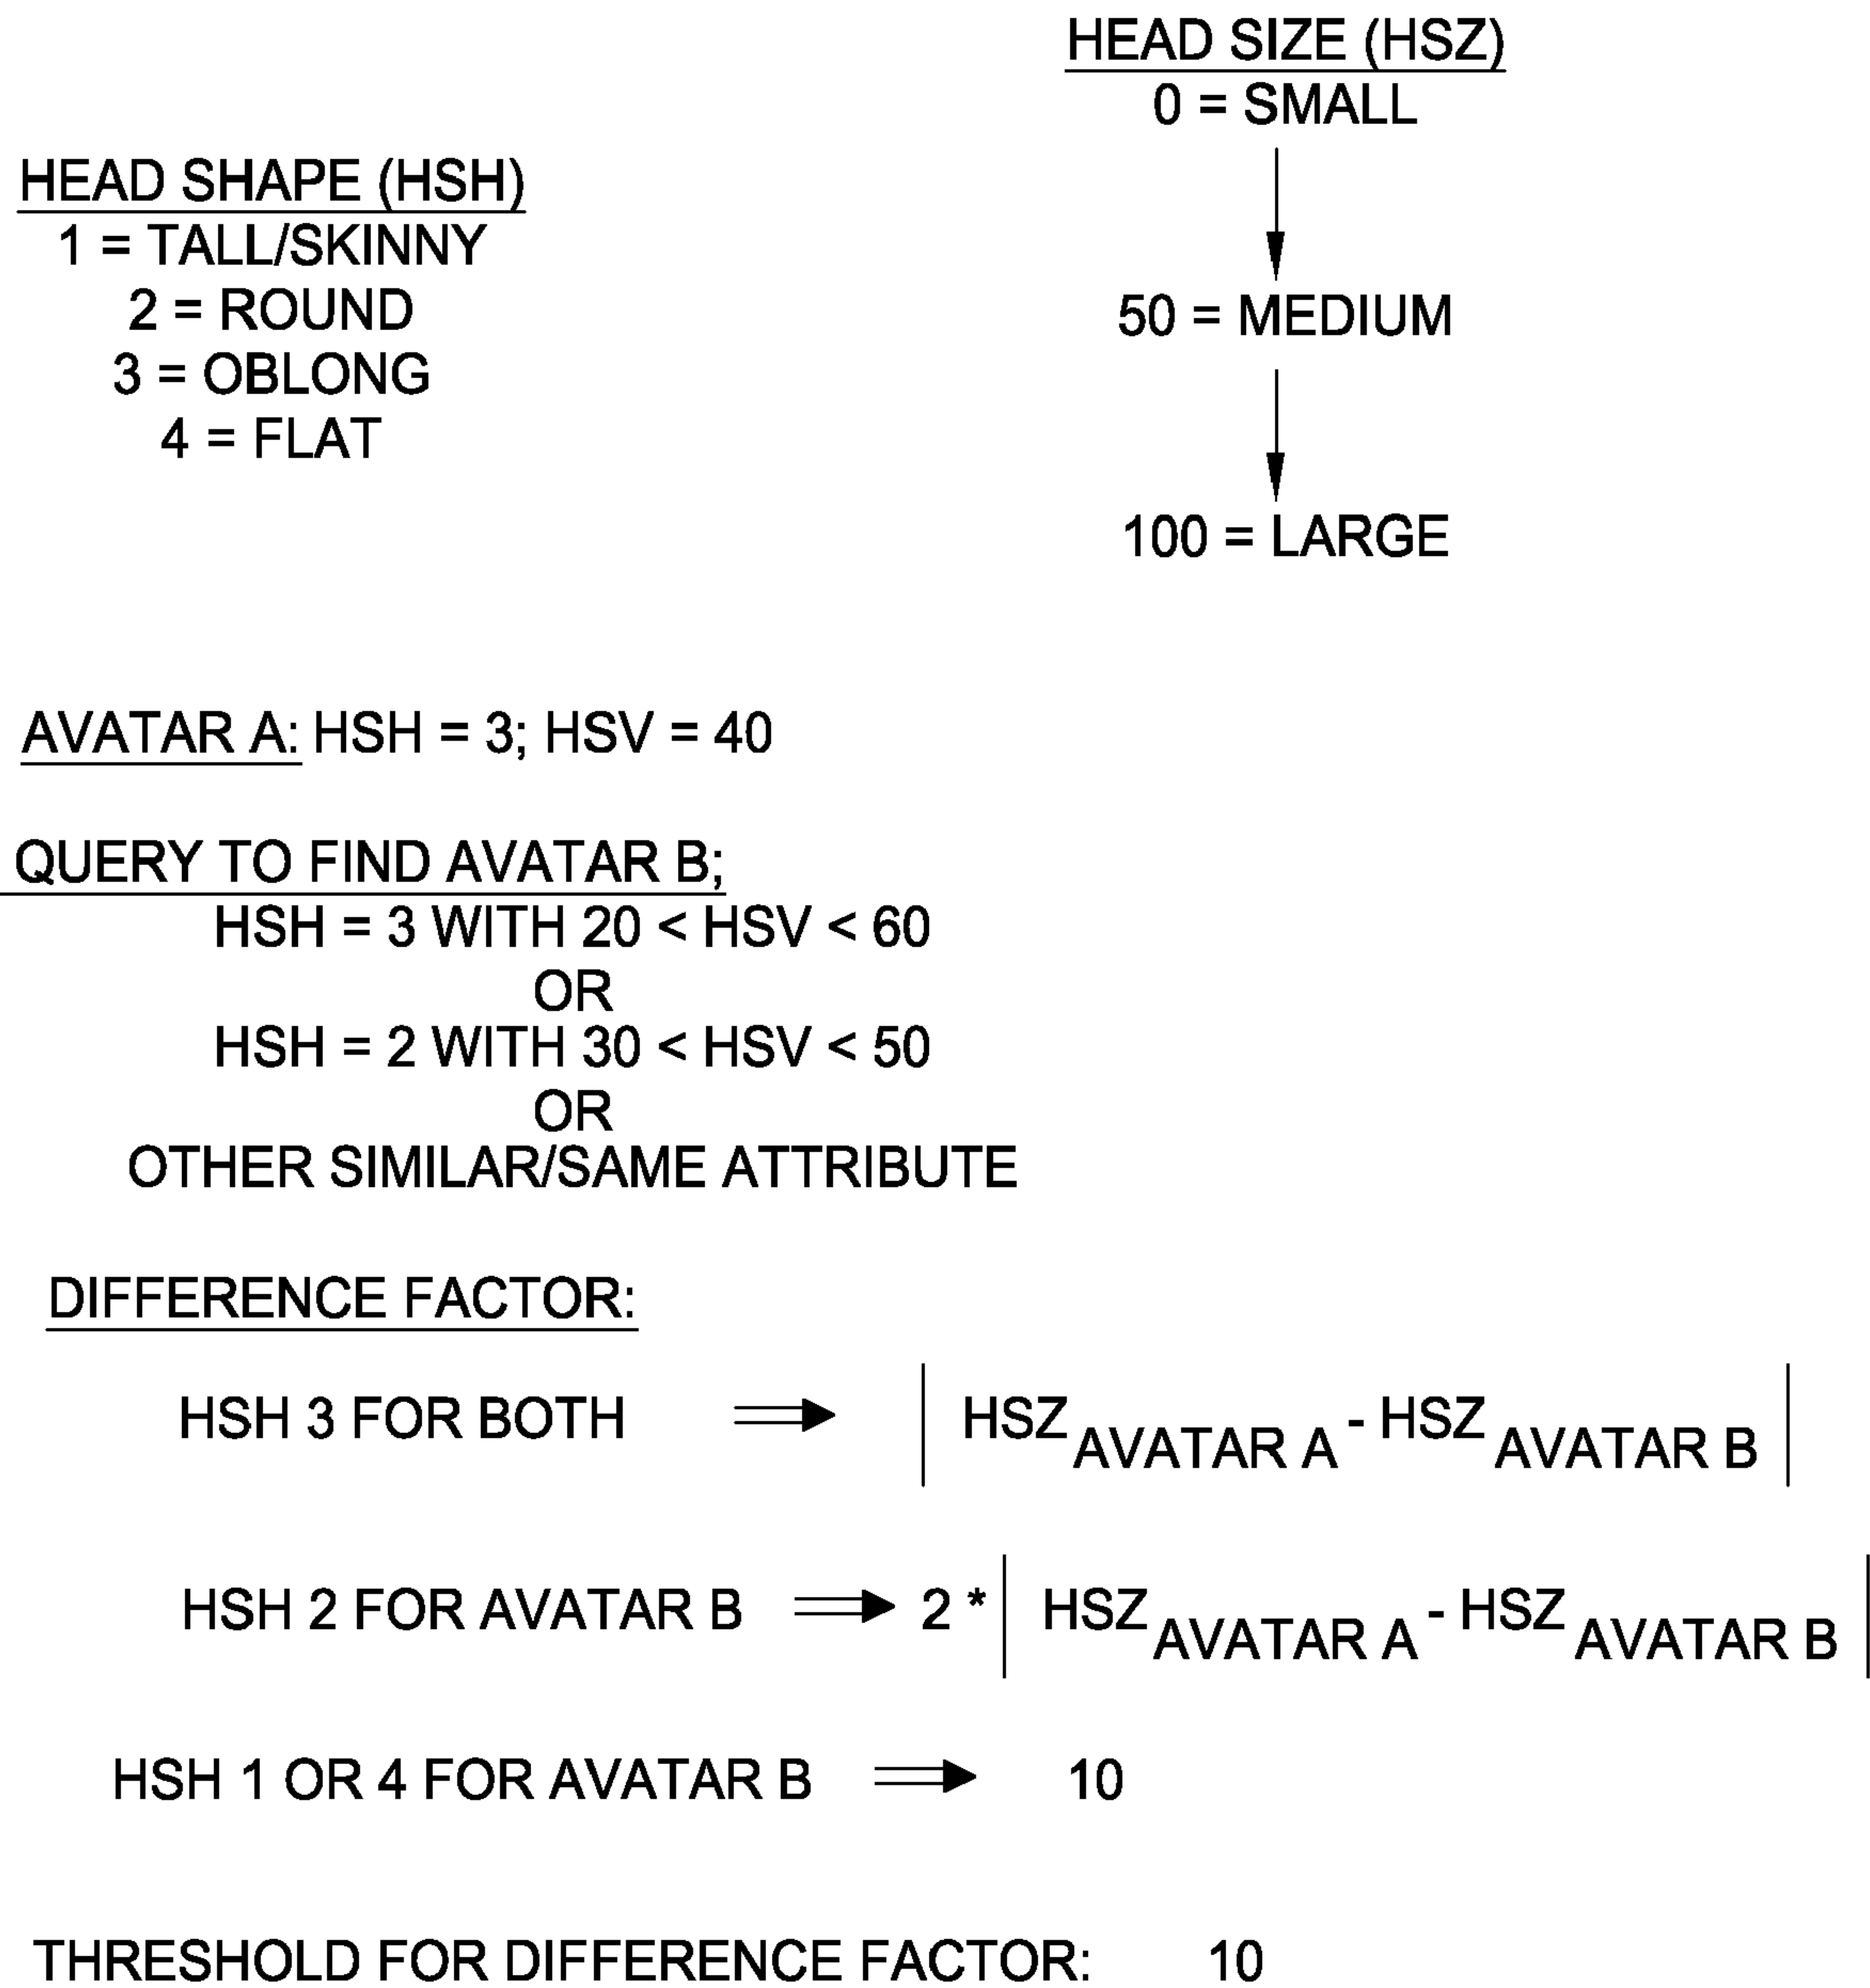 HEAD SIZE (HSZ)
0 = SMALL
50 = MEDIUM
100 = LARGE
HEAD SHAPE (HSH)
1 = TALL/SKINNY
2 = ROUND
3 = OBLONG
4 = FLAT
AVATAR A: HSH = 3; HSV = 40
QUERY TO FIND AVATAR B;
HSH = 3 WITH 20 < HSV < 60
OR
HSH = 2 WITH 30 < HSV < 50
OR
OTHER SIMILAR/SAME ATTRIBUTE
DIFFERENCE FACTOR:
HSH 3 FOR BOTH ⇒ | HSZ AVATAR A - HSZ AVATAR B |
HSH 2 FOR AVATAR B ⇒ 2 * | HSZ AVATAR A - HSZ AVATAR B |
HSH 1 OR 4 FOR AVATAR B ⇒ 10
THRESHOLD FOR DIFFERENCE FACTOR: 10